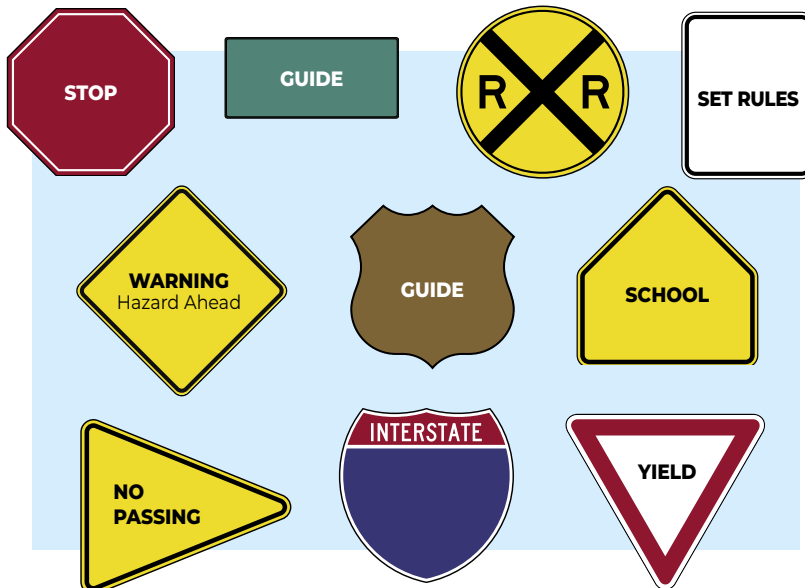 STOP
GUIDE
R R
SET RULES
WARNING
Hazard Ahead
GUIDE
SCHOOL
NO
PASSING
INTERSTATE
YIELD